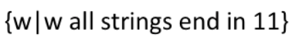 {w|w all strings end in 11}